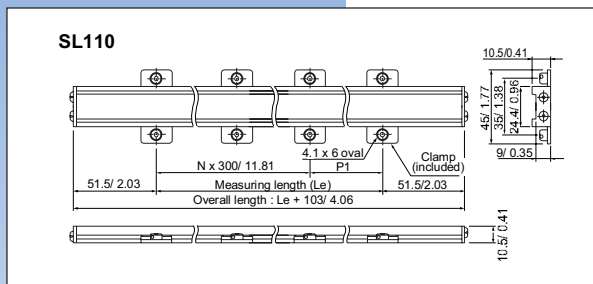 SL110
10.5/0.41
45/ 1.77
35/ 1.38
24.4/ 0.96
9/ 0.35
4.1 x 6 oval
Clamp
(included)
N x 300/ 11.81
P1
51.5/ 2.03
Measuring length (Le)
51.5/2.03
Overall length : Le + 103/ 4.06
10.5/ 0.41